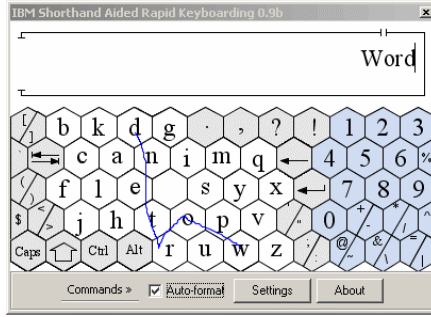 IBM Shorthand Aided Rapid Keyboarding 0.9b x
Word
[ / ] b k d g . , ? ! 1 2 3
` c a n i m q 4 5 6 %
( / ) f l e s y x 7 8 9
$ < / > j h t o p v ' / " 0 + / - * / ^
Caps Ctrl Alt r u w z : / ; @ / ~ & / \ = / |
Commands » Auto-format Settings About